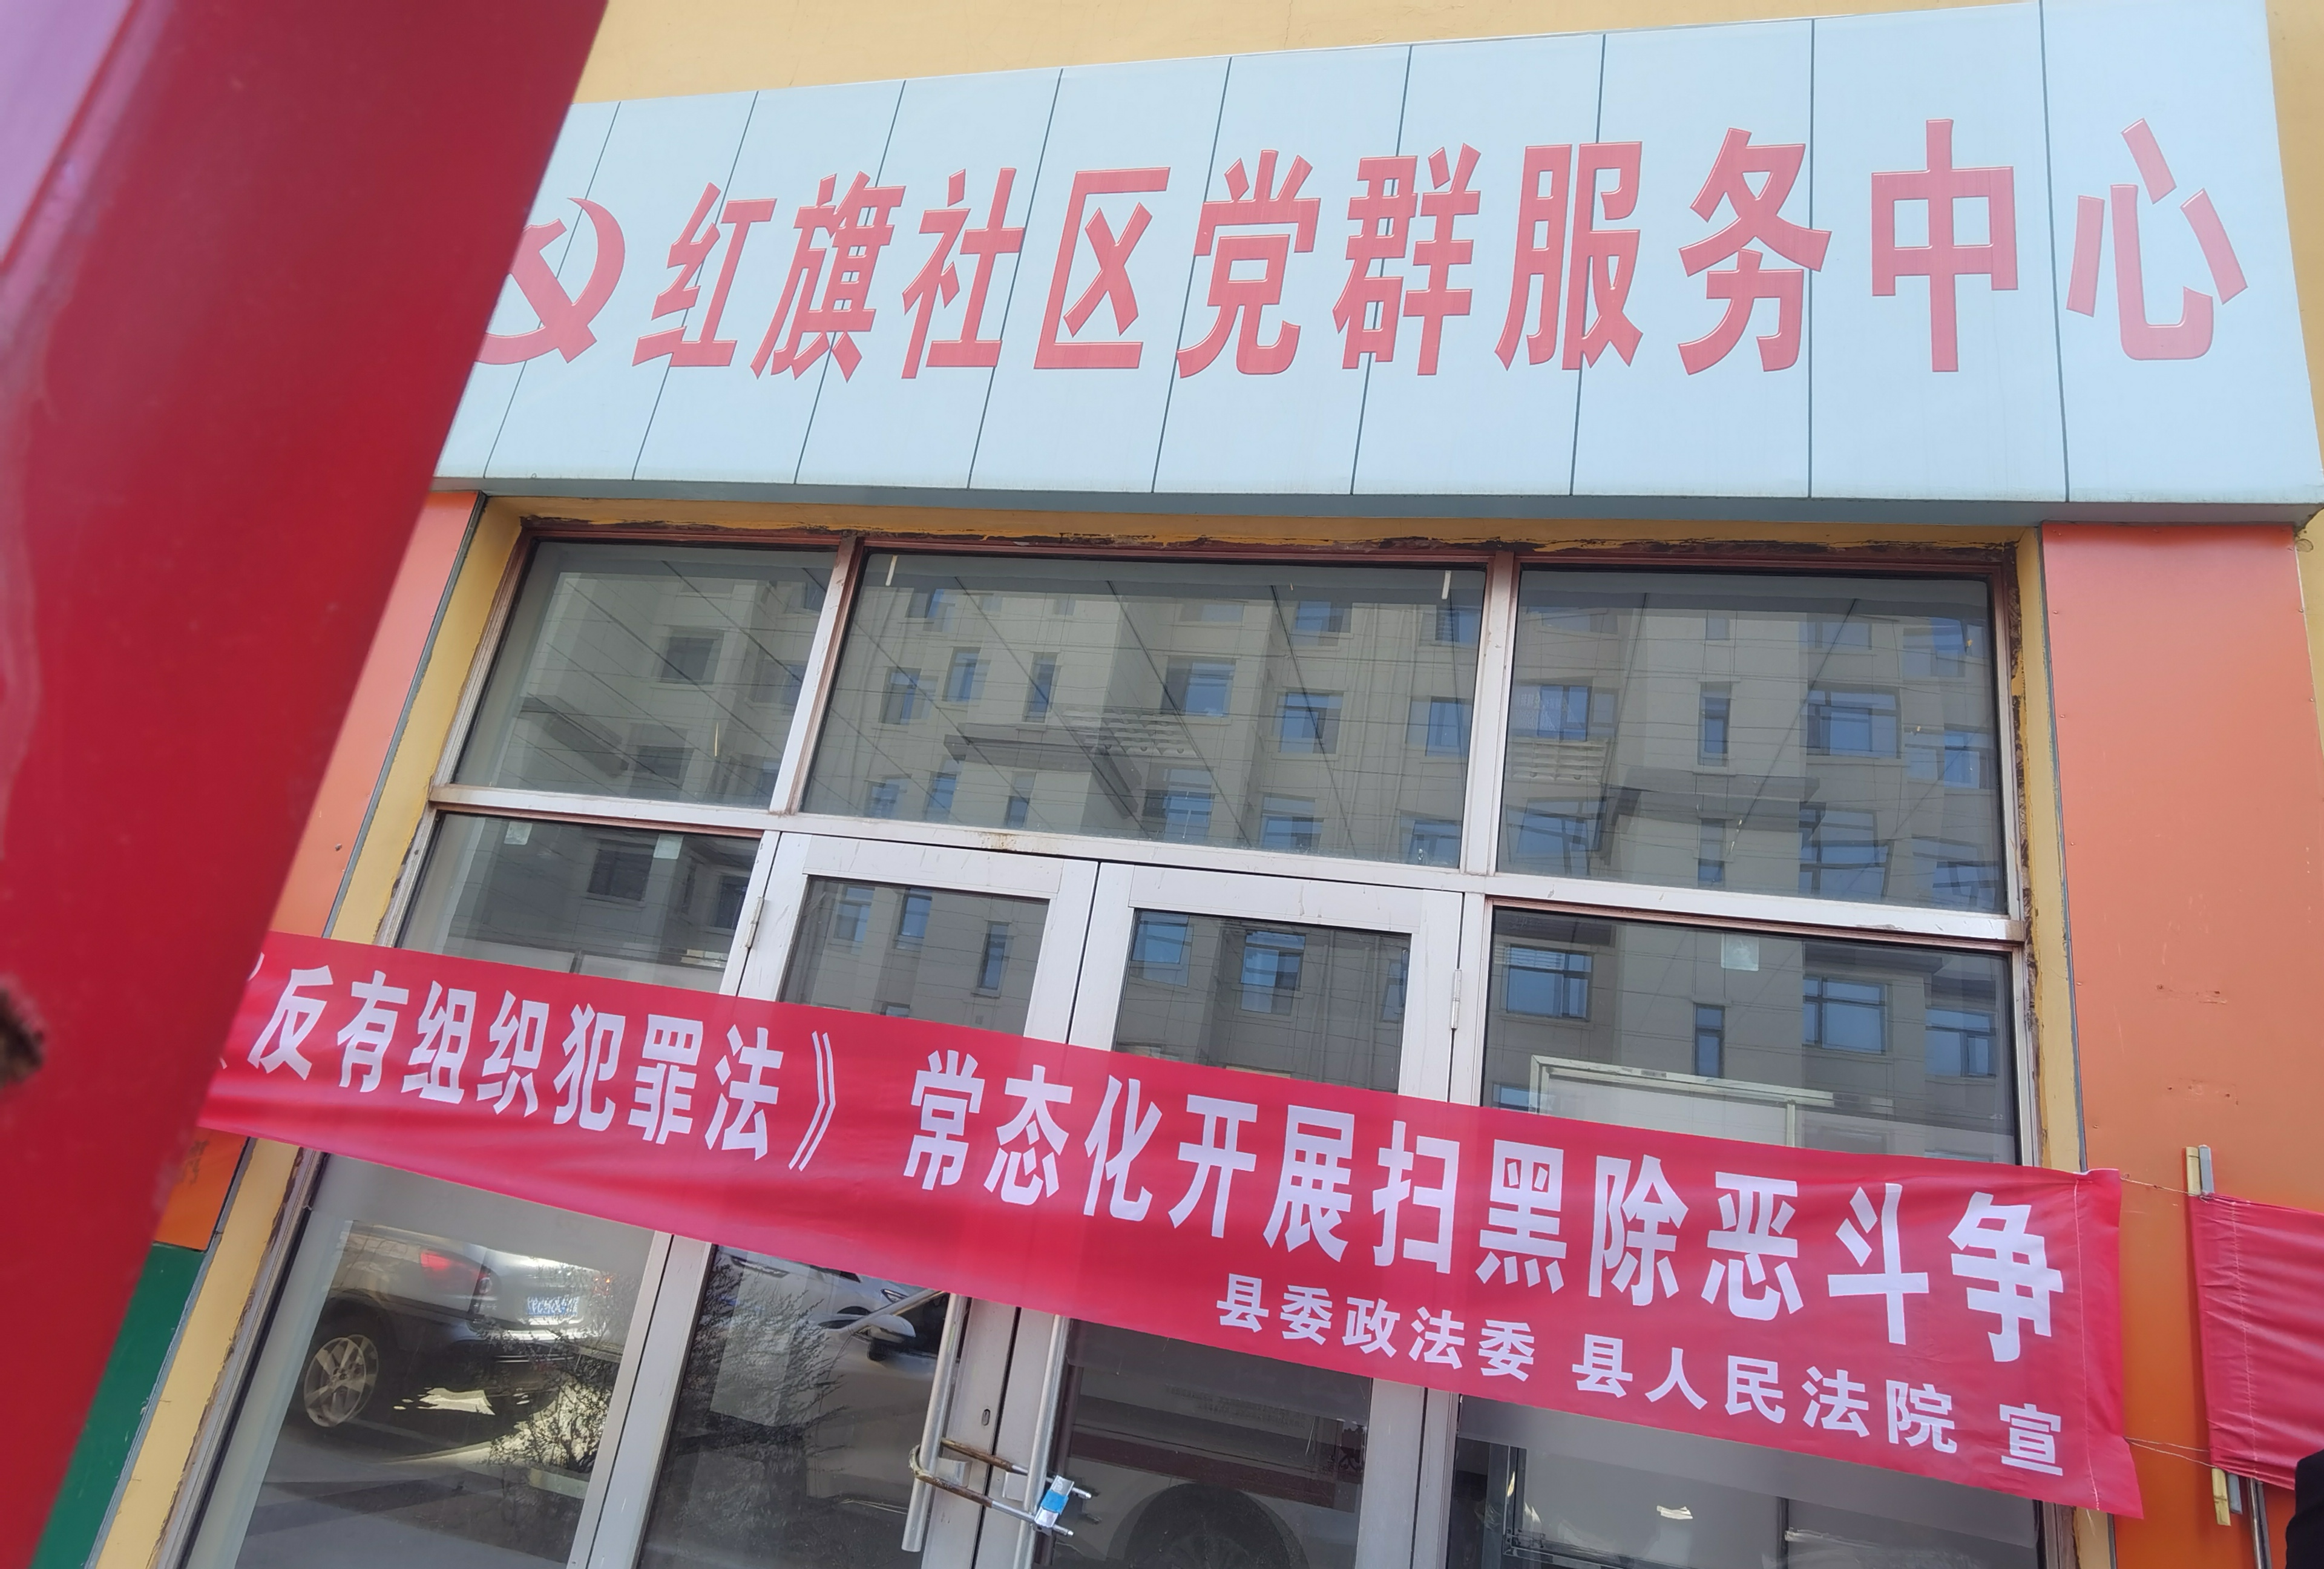 红旗社区党群服务中心
反有组织犯罪法》 常态化开展扫黑除恶斗争
县委政法委 县人民法院 宣